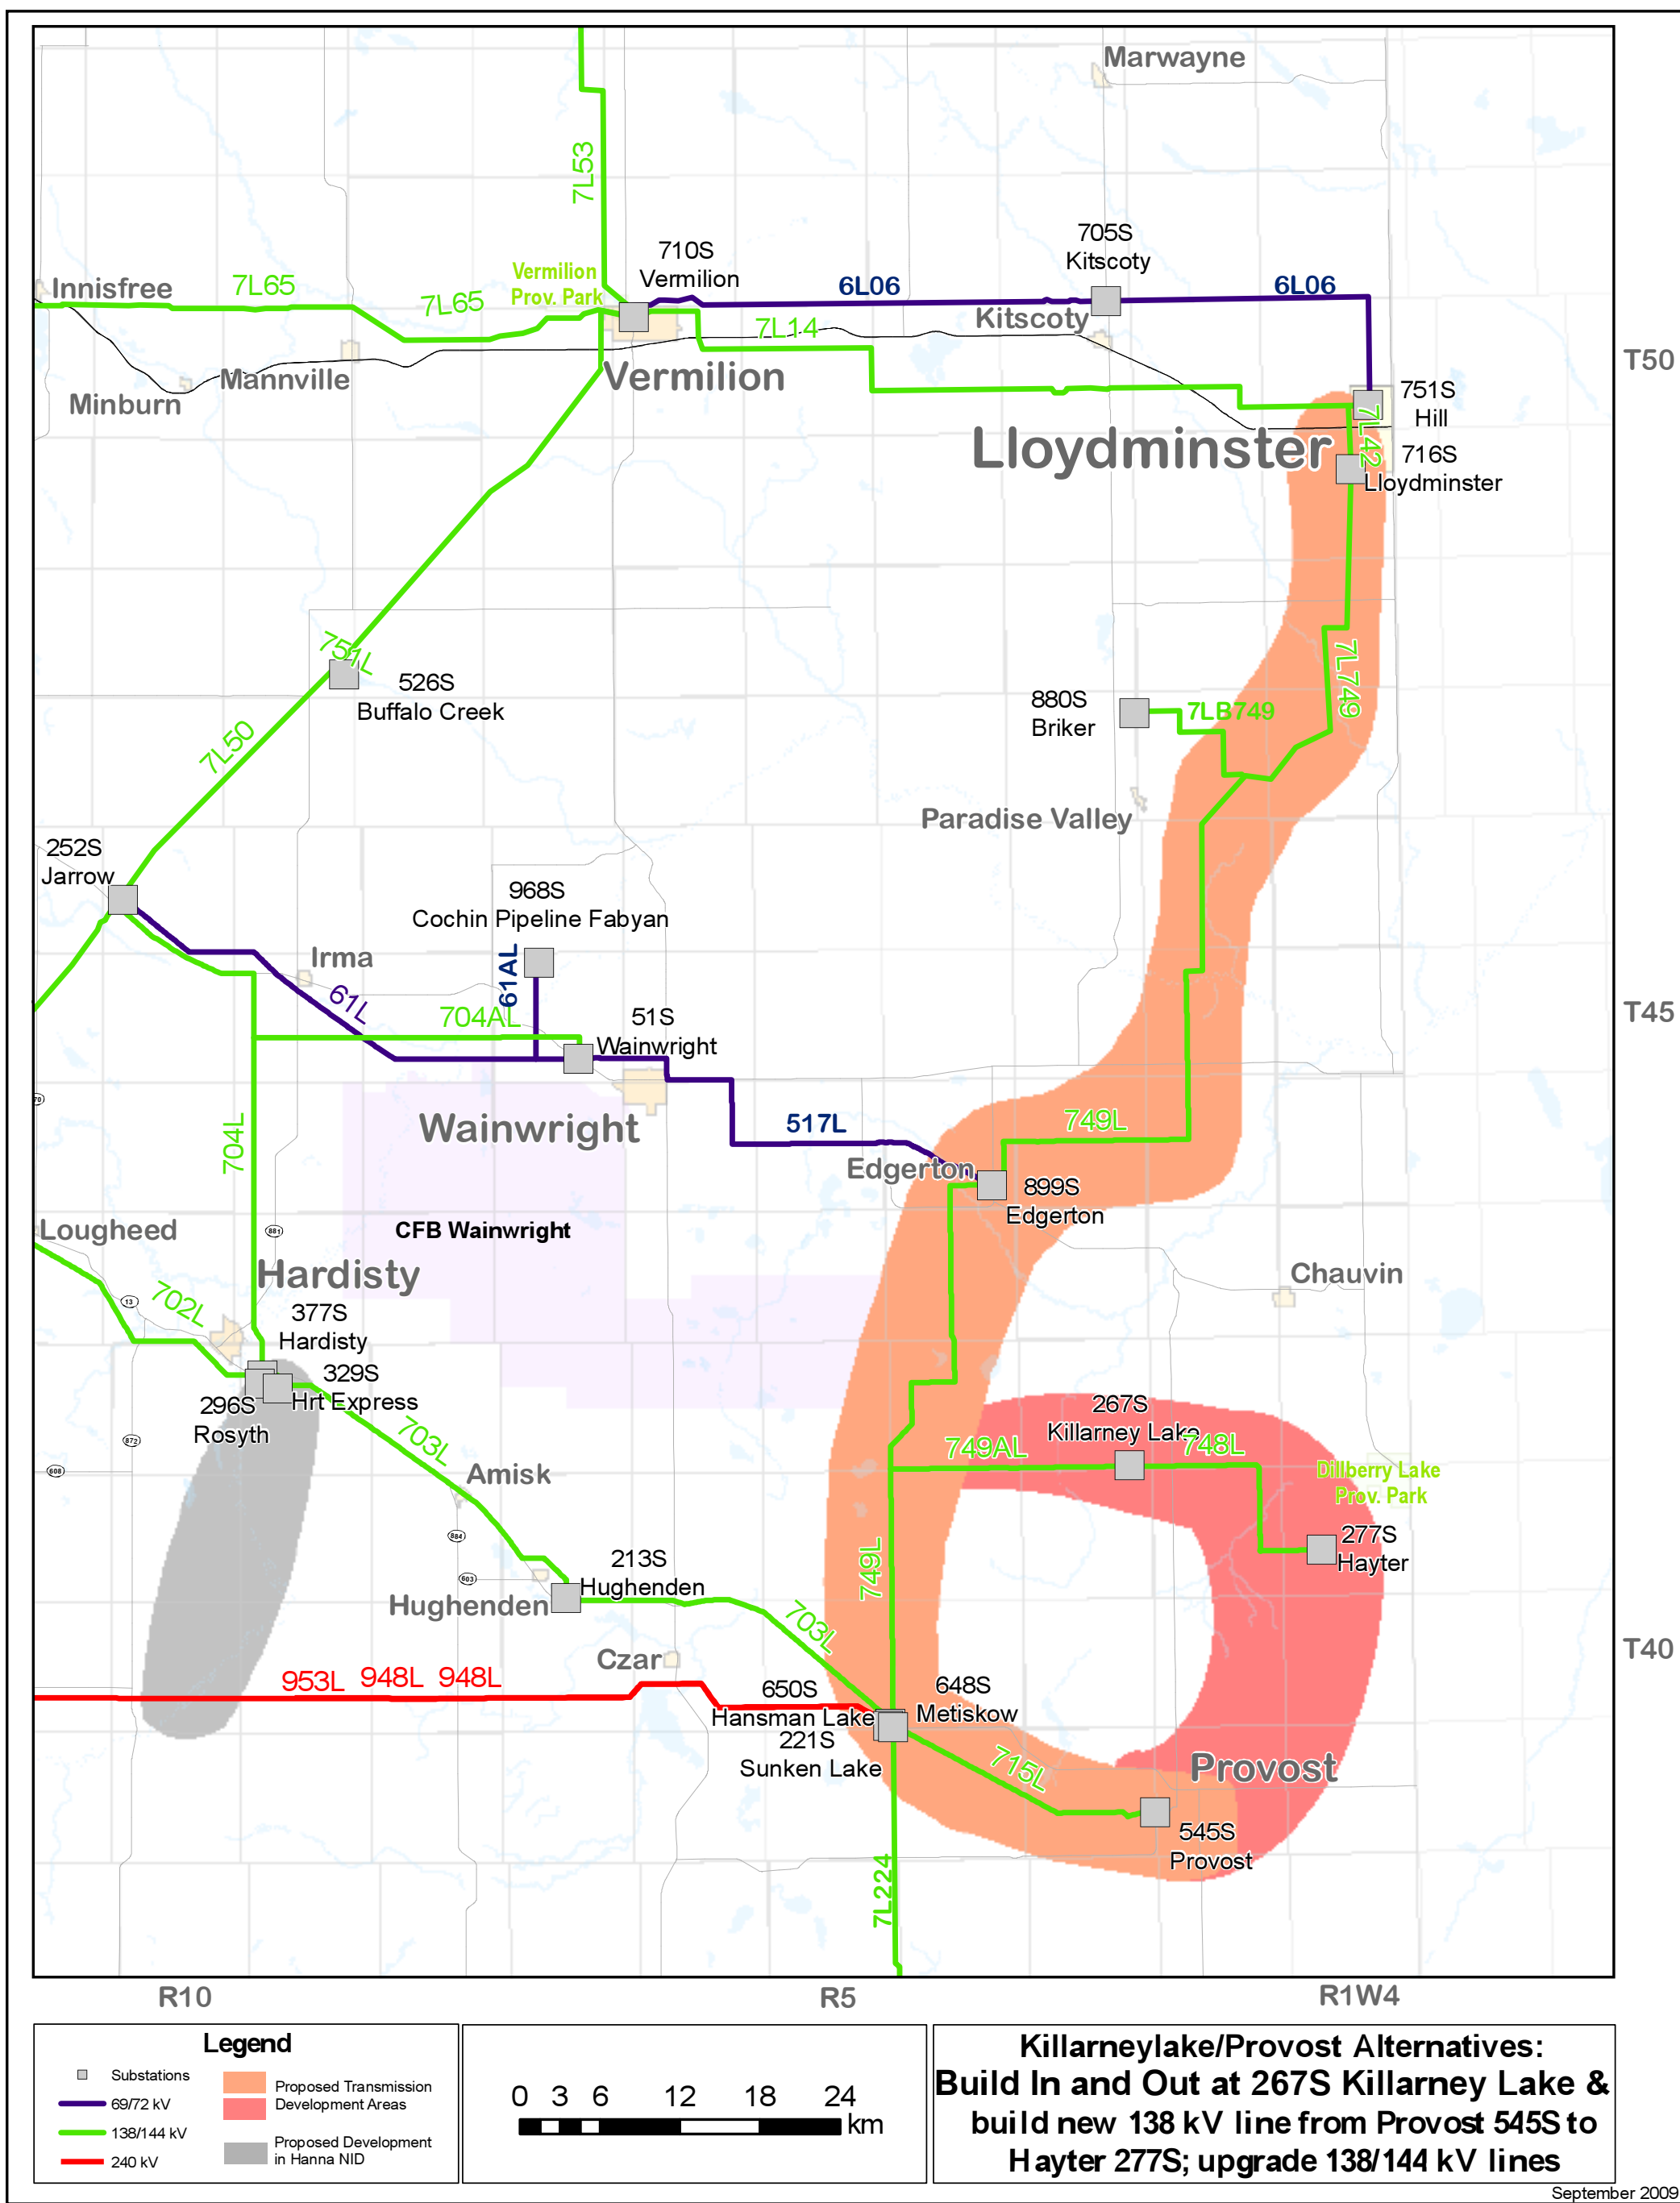 Marwayne
7L53
705S
Kitscoty
710S
Vermilion
Vermilion
Prov. Park
Innisfree
7L65
7L65
6L06
6L06
Kitscoty
7L14
T50
Mannville
Minburn
Vermilion
751S
Hill
7L42
Lloydminster
716S
Lloydminster
751L
526S
Buffalo Creek
7L749
880S
Briker
7LB749
7L50
Paradise Valley
252S
Jarrow
968S
Cochin Pipeline Fabyan
Irma
61AL
61L
704AL
51S
Wainwright
T45
70
Wainwright
517L
749L
704L
Edgerton
899S
Edgerton
Lougheed
881
CFB Wainwright
Hardisty
Chauvin
13
702L
377S
Hardisty
329S
Hrt Express
296S
Rosyth
267S
Killarney Lake
872
703L
749AL
748L
608
Amisk
Dillberry Lake
Prov. Park
884
277S
Hayter
749L
603
213S
Hughenden
Hughenden
703L
T40
Czar
953L
948L
948L
650S
Hansman Lake
648S
Metiskow
221S
Sunken Lake
715L
Provost
545S
Provost
7L224
R10
R5
R1W4
Legend
Substations
69/72 kV
138/144 kV
240 kV
Proposed Transmission
Development Areas
Proposed Development
in Hanna NID
0 3 6 12 18 24
km
Killarneylake/Provost Alternatives:
Build In and Out at 267S Killarney Lake &
build new 138 kV line from Provost 545S to
Hayter 277S; upgrade 138/144 kV lines
September 2009